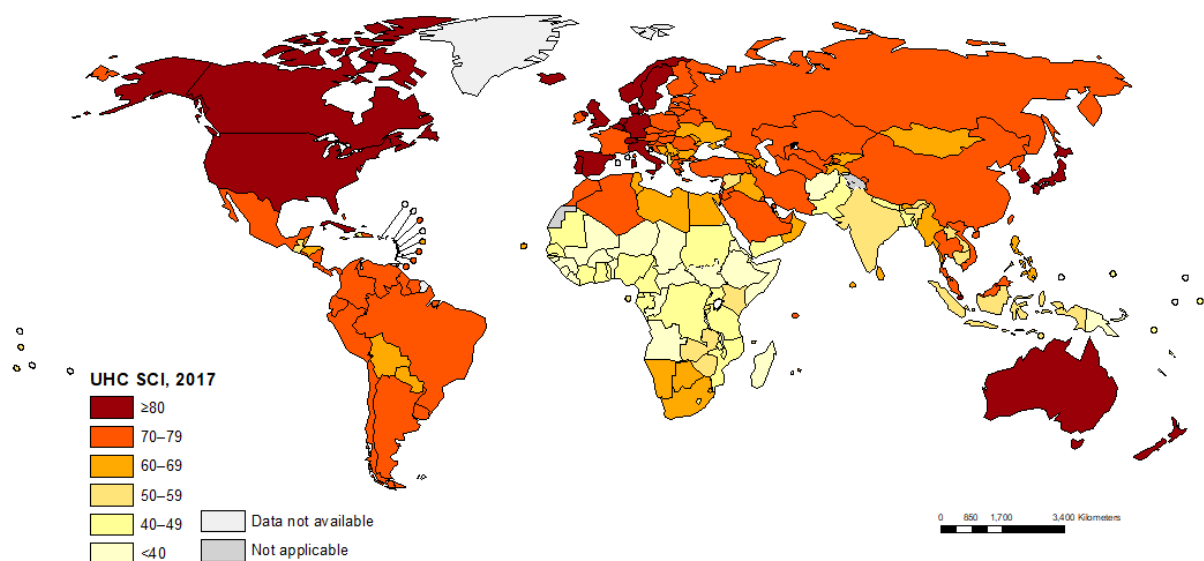 UHC SCI, 2017
≥80
70–79
60–69
50–59
40–49
<40
Data not available
Not applicable
0 850 1,700 3,400 Kilometers